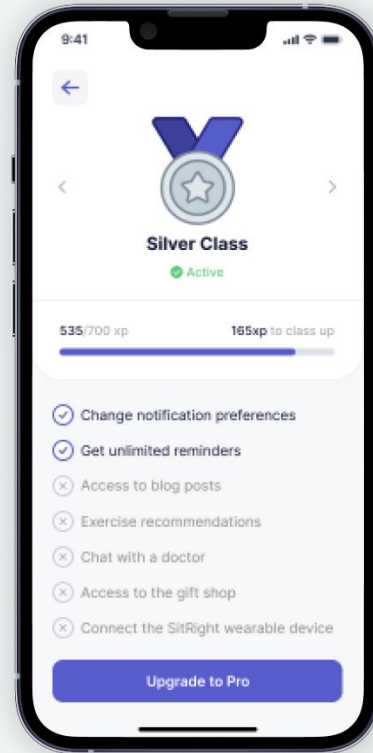 9:41
Silver Class
Active
535/700 xp 165xp to class up
Change notification preferences
Get unlimited reminders
Access to blog posts
Exercise recommendations
Chat with a doctor
Access to the gift shop
Connect the SitRight wearable device
Upgrade to Pro